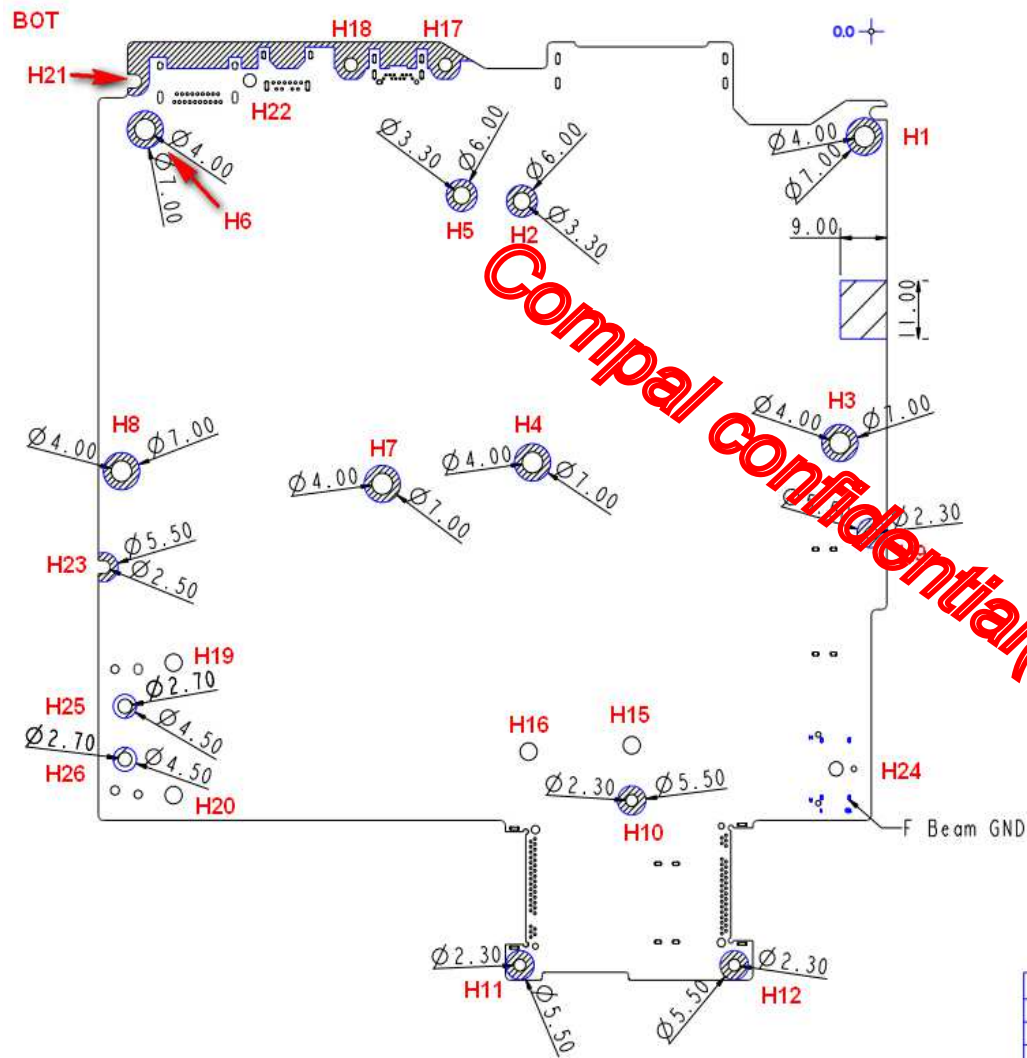 BOT
H18 H17
0.0
H21
H22
H1
Ø4.00
Ø7.00
Ø4.00
Ø7.00
H6
Ø3.30
Ø6.00
H5
Ø6.00
Ø3.30
H2
9.00
11.00
Compal confidential
H8
Ø4.00
Ø7.00
H7
Ø4.00
Ø7.00
H4
Ø4.00
Ø7.00
H3
Ø4.00
Ø7.00
Ø2.30
H23
Ø5.50
Ø2.50
H19
H25
Ø2.70
Ø4.50
Ø2.70
Ø4.50
H26
H20
H16
H15
Ø2.30
Ø5.50
H10
H24
F Beam GND
Ø2.30
H11
Ø5.50
Ø2.30
H12
Ø5.50